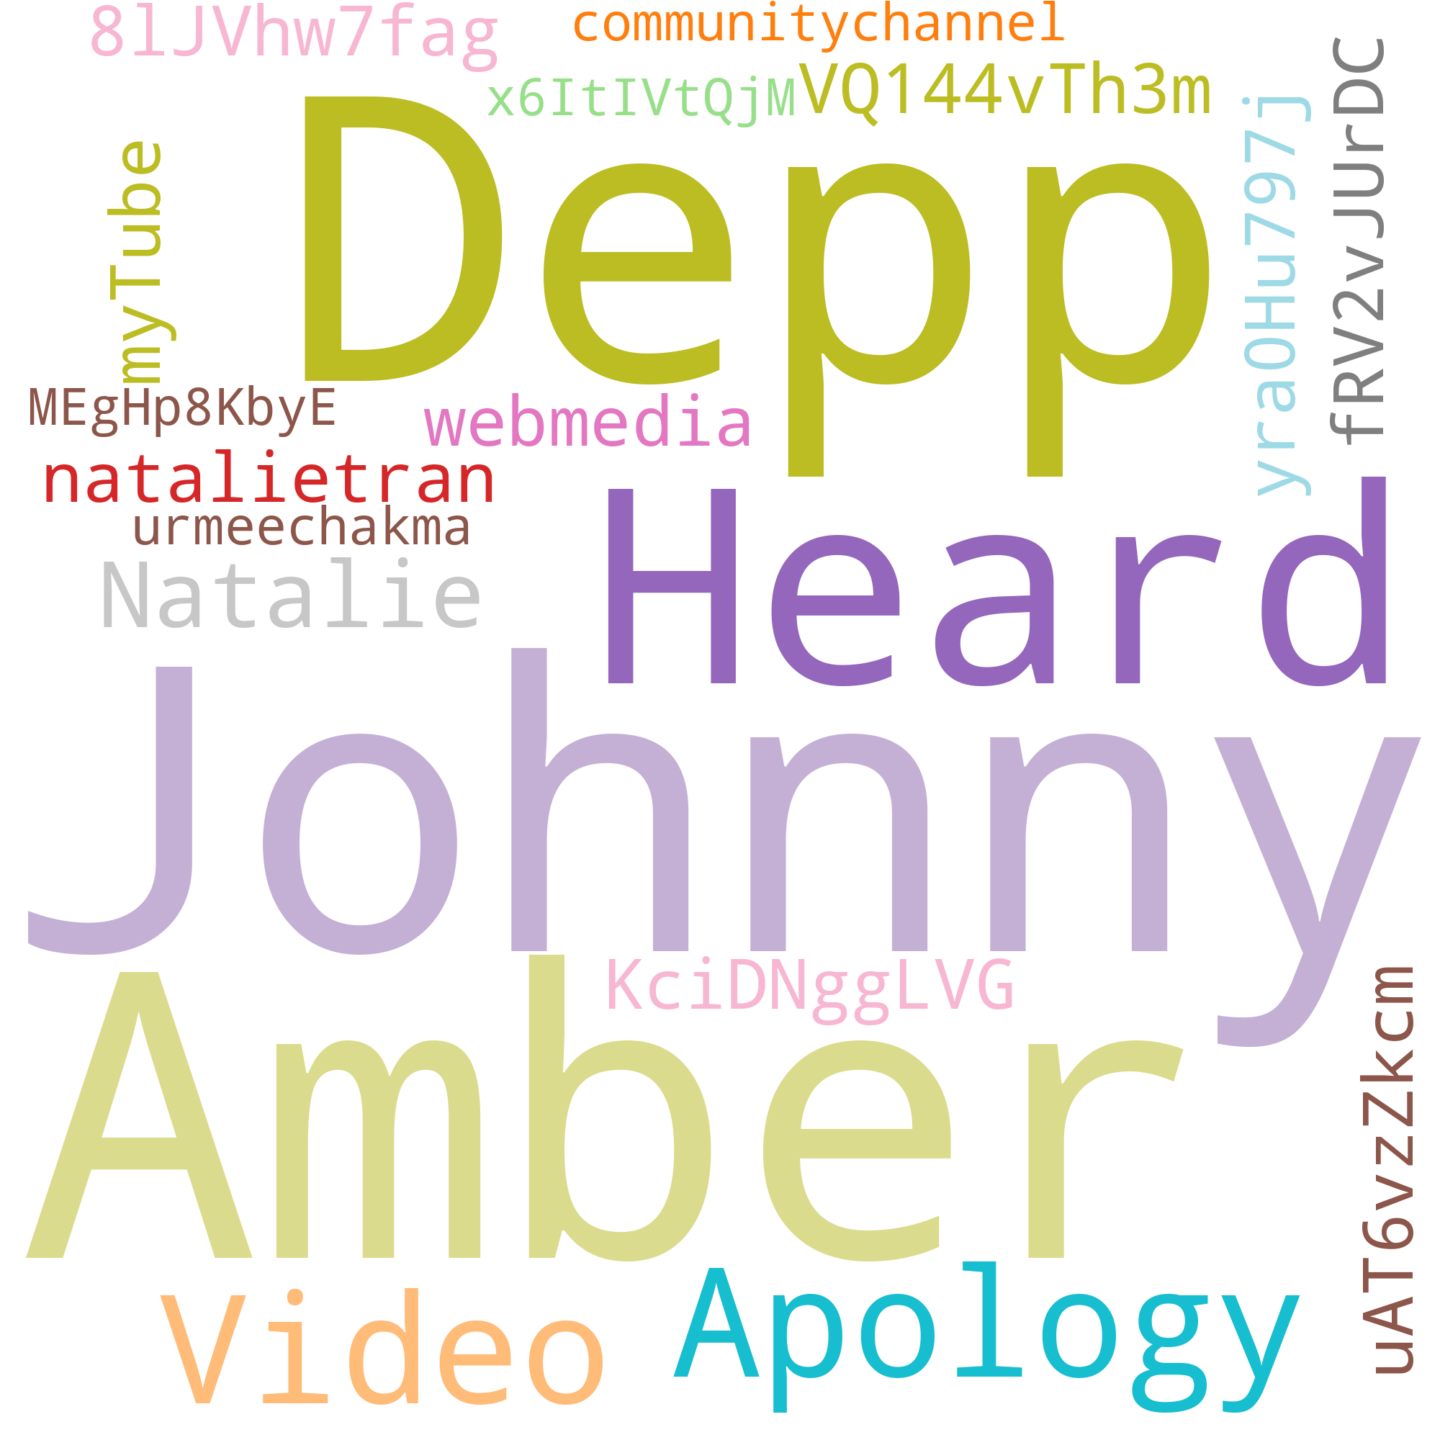 8lJVhw7fag
communitychannel
x6ItIVtQjM
VQ144vTh3m
Depp
myTube
yra0Hu797j
fRV2vJUrDC
MEgHp8KbyE
webmedia
natalietran
urmeechakma
Heard
Natalie
Johnny
KciDNggLVG
Amber
uAT6vzZkcm
Video
Apology